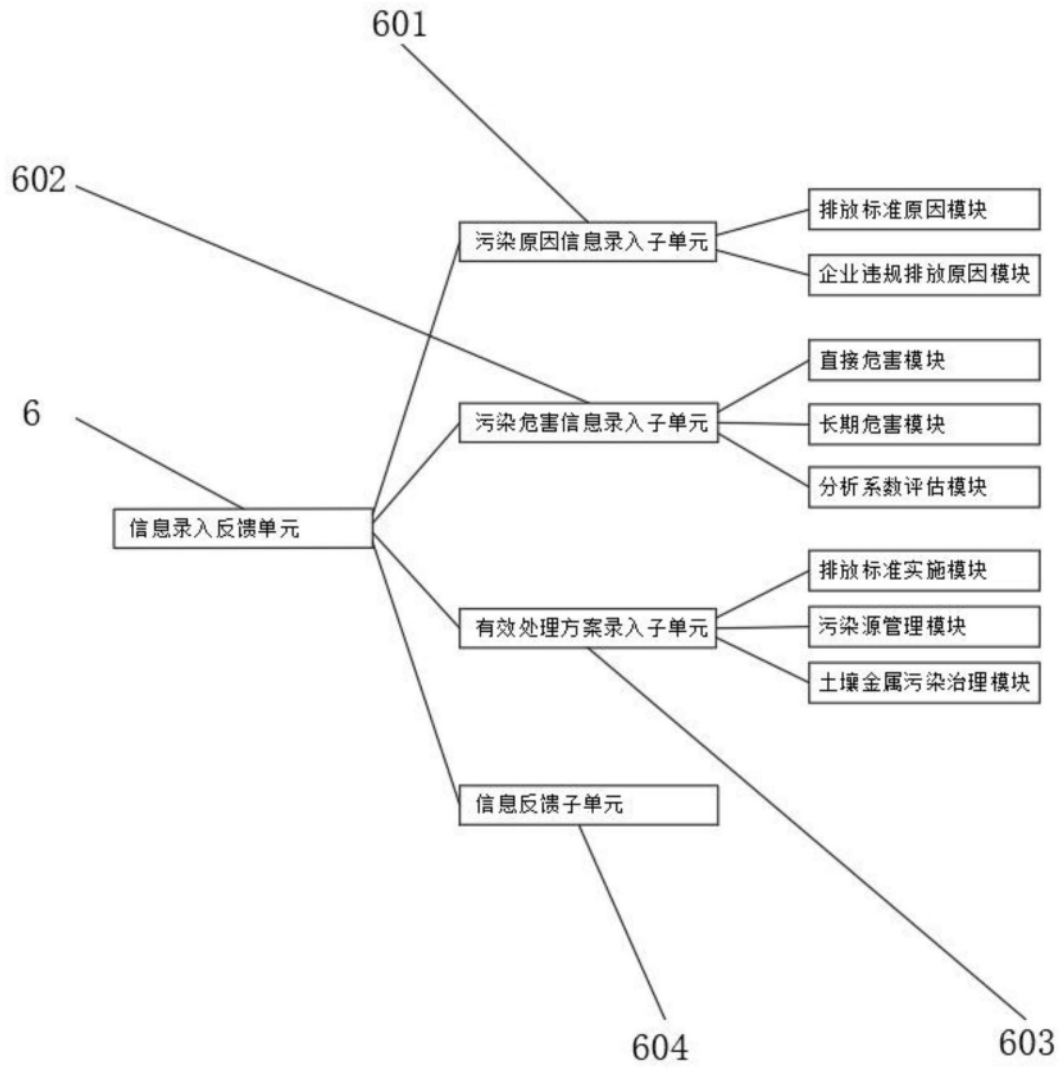 601
602
污染原因信息录入子单元
排放标准原因模块
企业违规排放原因模块
直接危害模块
6
污染危害信息录入子单元
长期危害模块
分析系数评估模块
信息录入反馈单元
排放标准实施模块
有效处理方案录入子单元
污染源管理模块
土壤金属污染治理模块
信息反馈子单元
604
603